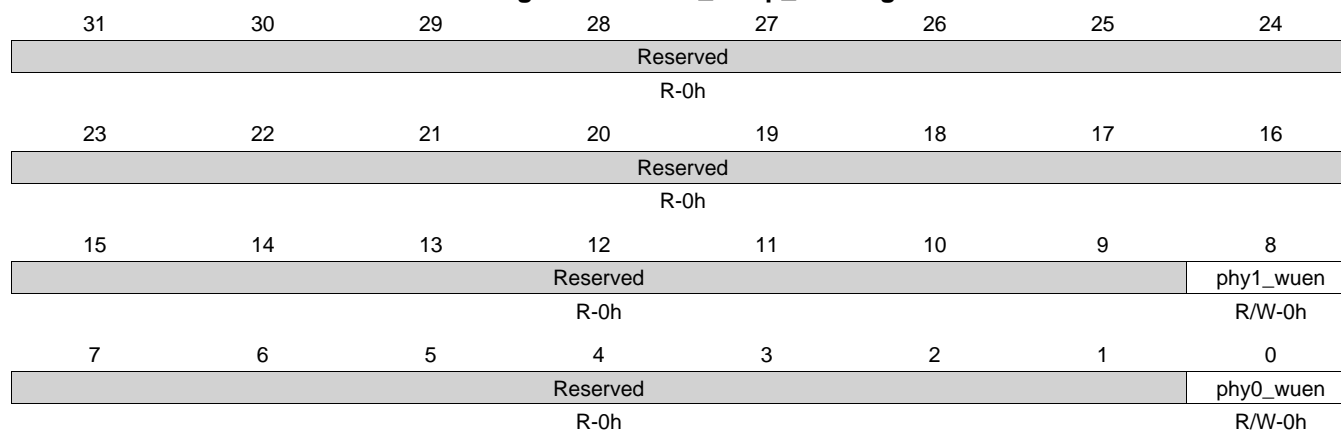 31 30 29 28 27 26 25 24
Reserved
R-0h
23 22 21 20 19 18 17 16
Reserved
R-0h
15 14 13 12 11 10 9 8
Reserved phy1_wuen
R-0h R/W-0h
7 6 5 4 3 2 1 0
Reserved phy0_wuen
R-0h R/W-0h